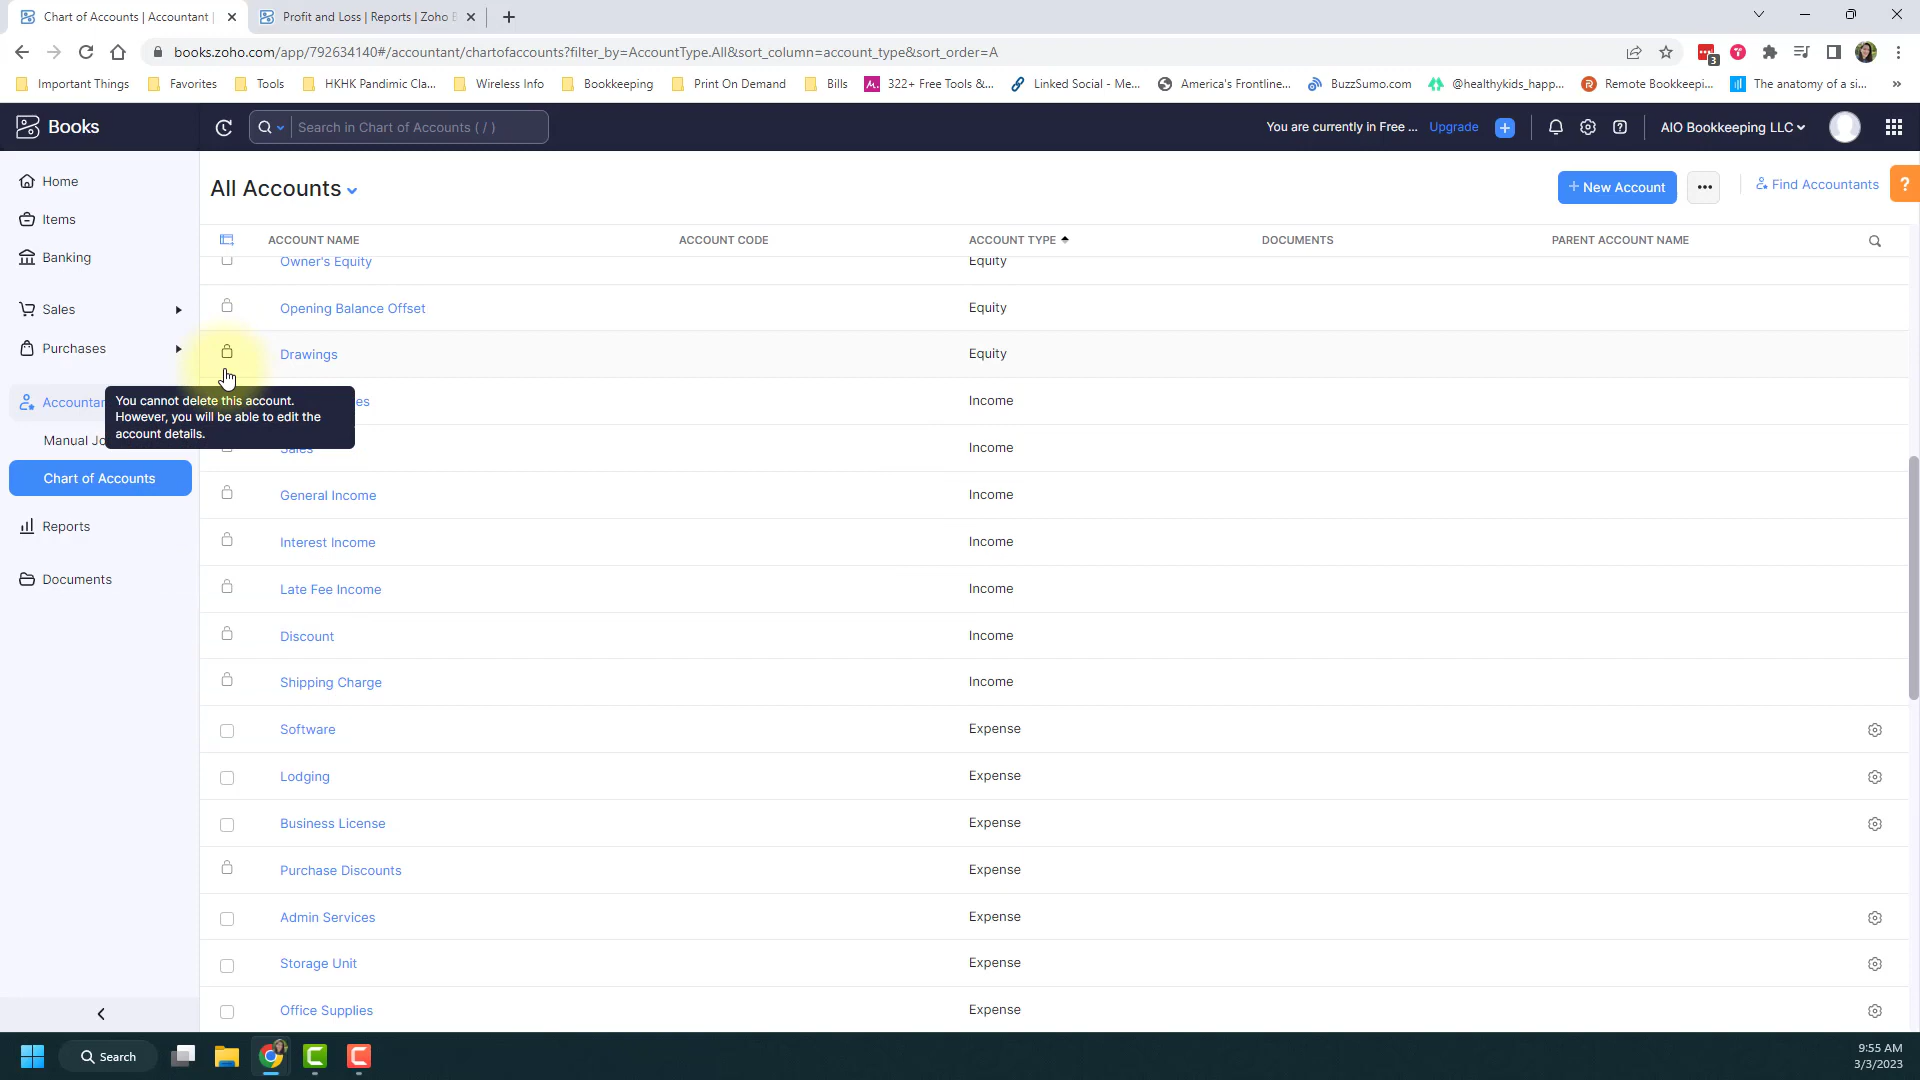 Chart of Accounts | Accountant |
Profit and Loss | Reports | Zoho B
books.zoho.com/app/792634140#/accountant/chartofaccounts?filter_by=AccountType.All&sort_column=account_type&sort_order=A
3
Important Things
Favorites
Tools
HKHK Pandimic Cla...
Wireless Info
Bookkeeping
Print On Demand
Bills
322+ Free Tools &...
Linked Social - Me...
America's Frontline...
BuzzSumo.com
@healthykids_happ...
Remote Bookkeepi...
The anatomy of a si...
»
Books
Search in Chart of Accounts ( / )
You are currently in Free ...
Upgrade
AIO Bookkeeping LLC
Home
Items
Banking
Sales
Purchases
Accountan
Manual Jo
Chart of Accounts
Reports
Documents
All Accounts
+ New Account
Find Accountants
?
ACCOUNT NAME ACCOUNT CODE ACCOUNT TYPE DOCUMENTS PARENT ACCOUNT NAME
Owner's Equity Equity
Opening Balance Offset Equity
Drawings Equity
You cannot delete this account.
However, you will be able to edit the
account details.
es Income
Sales Income
General Income Income
Interest Income Income
Late Fee Income Income
Discount Income
Shipping Charge Income
Software Expense
Lodging Expense
Business License Expense
Purchase Discounts Expense
Admin Services Expense
Storage Unit Expense
Office Supplies Expense
Search
9:55 AM
3/3/2023